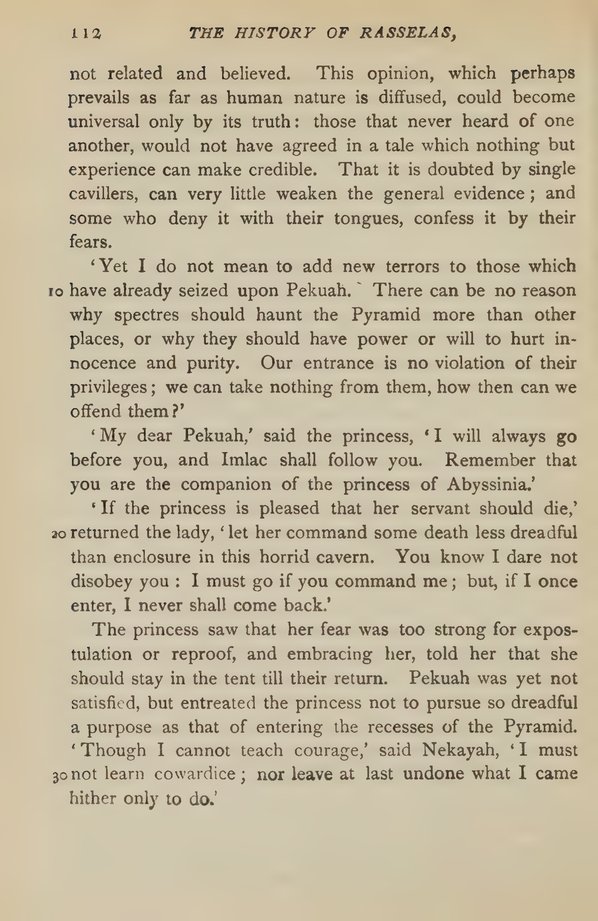 112 THE HISTORY OF RASSELAS,
not related and believed. This opinion, which perhaps
prevails as far as human nature is diffused, could become
universal only by its truth: those that never heard of one
another, would not have agreed in a tale which nothing but
experience can make credible. That it is doubted by single
cavillers, can very little weaken the general evidence; and
some who deny it with their tongues, confess it by their
fears.
‘Yet I do not mean to add new terrors to those which
10 have already seized upon Pekuah. There can be no reason
why spectres should haunt the Pyramid more than other
places, or why they should have power or will to hurt in-
nocence and purity. Our entrance is no violation of their
privileges; we can take nothing from them, how then can we
offend them?’
‘My dear Pekuah,’ said the princess, ‘I will always go
before you, and Imlac shall follow you. Remember that
you are the companion of the princess of Abyssinia.’
‘If the princess is pleased that her servant should die,’
20 returned the lady, ‘let her command some death less dreadful
than enclosure in this horrid cavern. You know I dare not
disobey you: I must go if you command me; but, if I once
enter, I never shall come back.’
The princess saw that her fear was too strong for expos-
tulation or reproof, and embracing her, told her that she
should stay in the tent till their return. Pekuah was yet not
satisfied, but entreated the princess not to pursue so dreadful
a purpose as that of entering the recesses of the Pyramid.
‘Though I cannot teach courage,’ said Nekayah, ‘I must
30 not learn cowardice; nor leave at last undone what I came
hither only to do.’